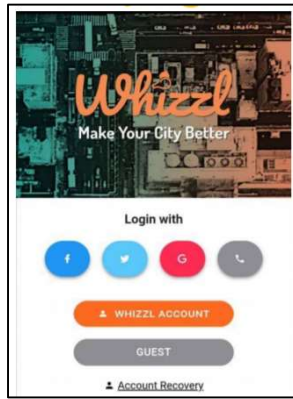 Whizzl
Make Your City Better
Login with
WHIZZL ACCOUNT
GUEST
Account Recovery